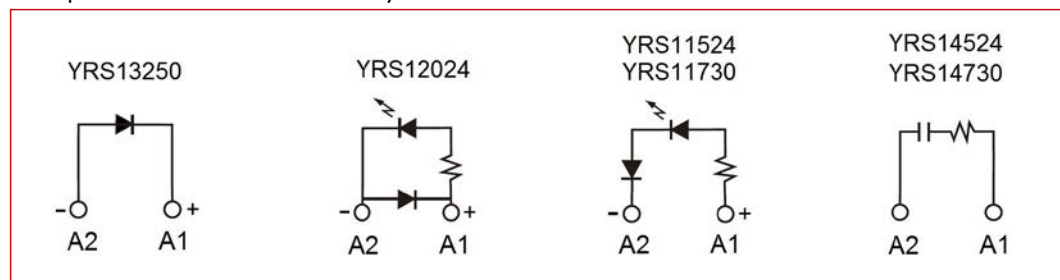 YRS13250
YRS12024
YRS11524
YRS11730
YRS14524
YRS14730
- +
A2 A1
- +
A2 A1
- +
A2 A1
A2 A1